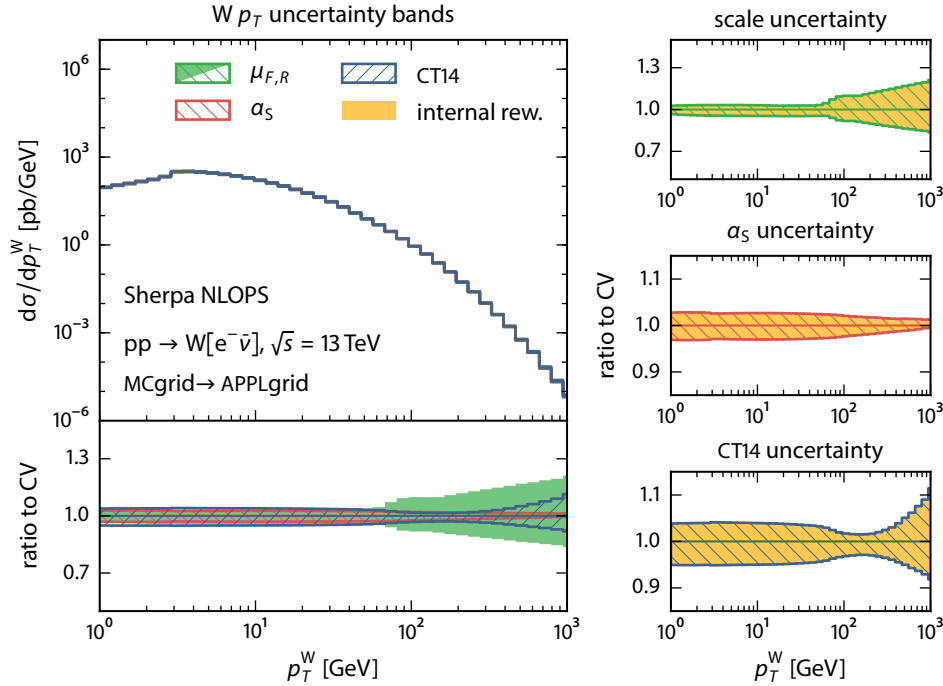 W p_T uncertainty bands
dσ/dp_T^W [pb/GeV]
10^6
10^3
10^0
10^−3
10^−6
μ_F,R
α_S
CT14
internal rew.
Sherpa NLOPS
pp → W[e^− ν̄], √s = 13 TeV
MCgrid→ APPLgrid
ratio to CV
1.3
1.0
0.7
10^0 10^1 10^2 10^3
p_T^W [GeV]
scale uncertainty
1.3
1.0
0.7
10^0 10^1 10^2 10^3
α_S uncertainty
ratio to CV
1.1
1.0
0.9
10^0 10^1 10^2 10^3
CT14 uncertainty
1.1
1.0
0.9
10^0 10^1 10^2 10^3
p_T^W [GeV]